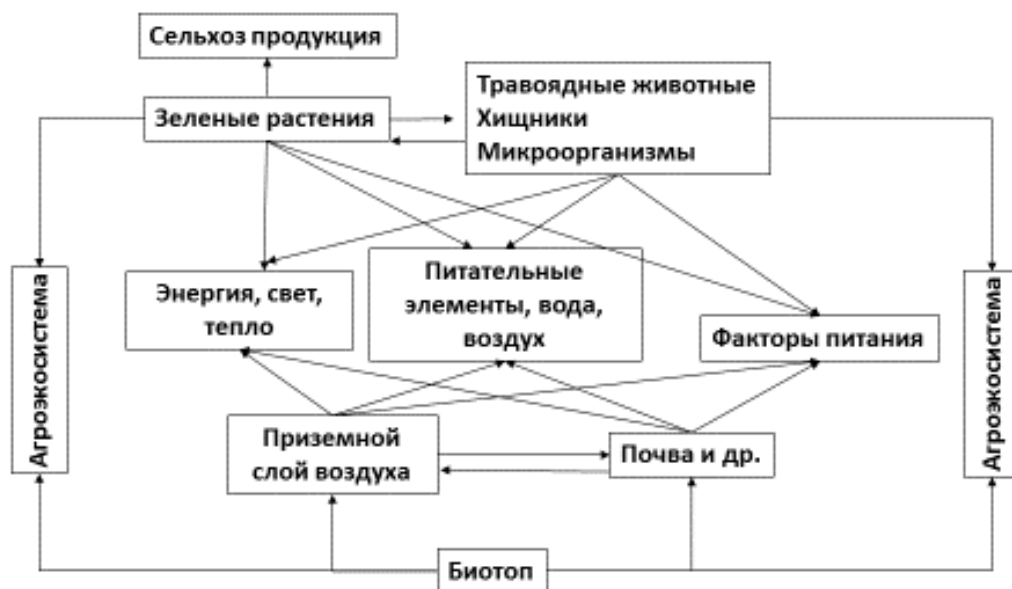 Сельхоз продукция
Зеленые растения
Травоядные животные
Хищники
Микроорганизмы
Агроэкосистема
Энергия, свет,
тепло
Питательные
элементы, вода,
воздух
Факторы питания
Агроэкосистема
Приземной
слой воздуха
Почва и др.
Биотоп